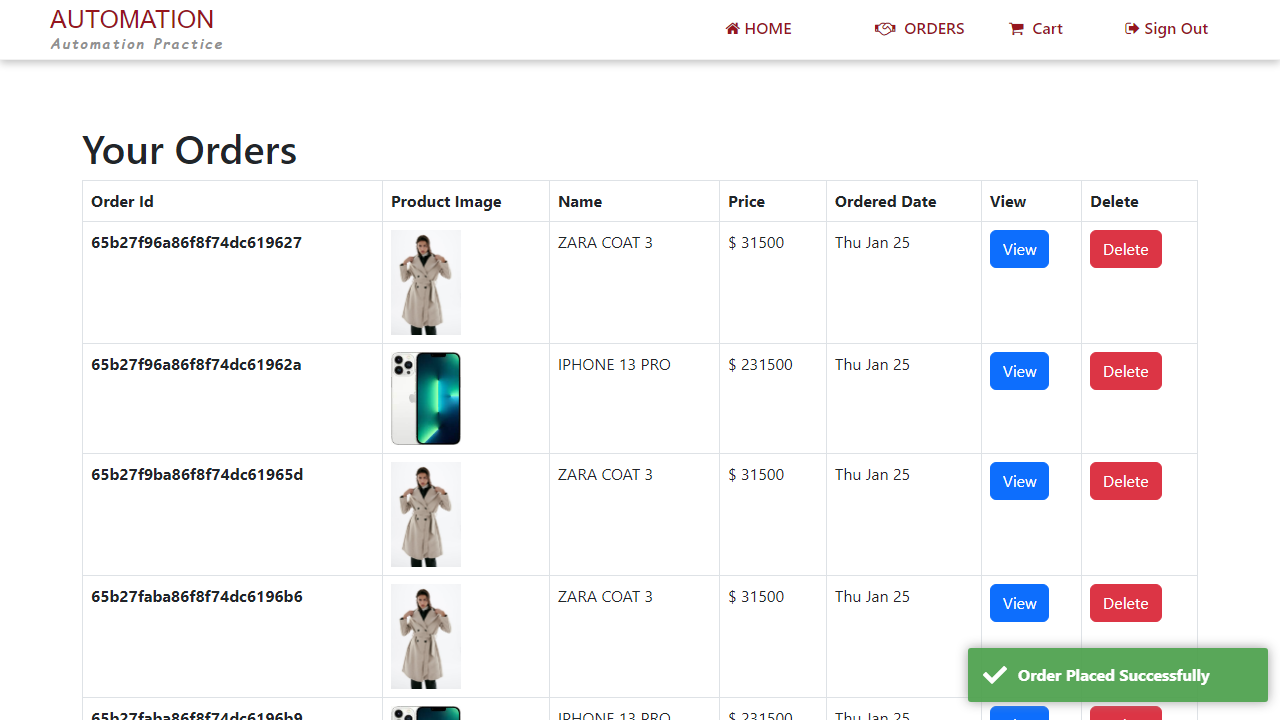 AUTOMATION
Automation Practice
HOME ORDERS Cart Sign Out
Your Orders
Order Id Product Image Name Price Ordered Date View Delete
65b27f96a86f8f74dc619627 ZARA COAT 3 $ 31500 Thu Jan 25 View Delete
65b27f96a86f8f74dc61962a IPHONE 13 PRO $ 231500 Thu Jan 25 View Delete
65b27f9ba86f8f74dc61965d ZARA COAT 3 $ 31500 Thu Jan 25 View Delete
65b27faba86f8f74dc6196b6 ZARA COAT 3 $ 31500 Thu Jan 25 View Delete
Order Placed Successfully
65b27faba86f8f74dc6196b9 IPHONE 13 PRO $ 231500 Thu Jan 25